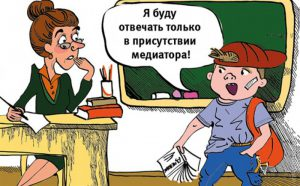 Я буду
отвечать только
в присутствии
медиатора!